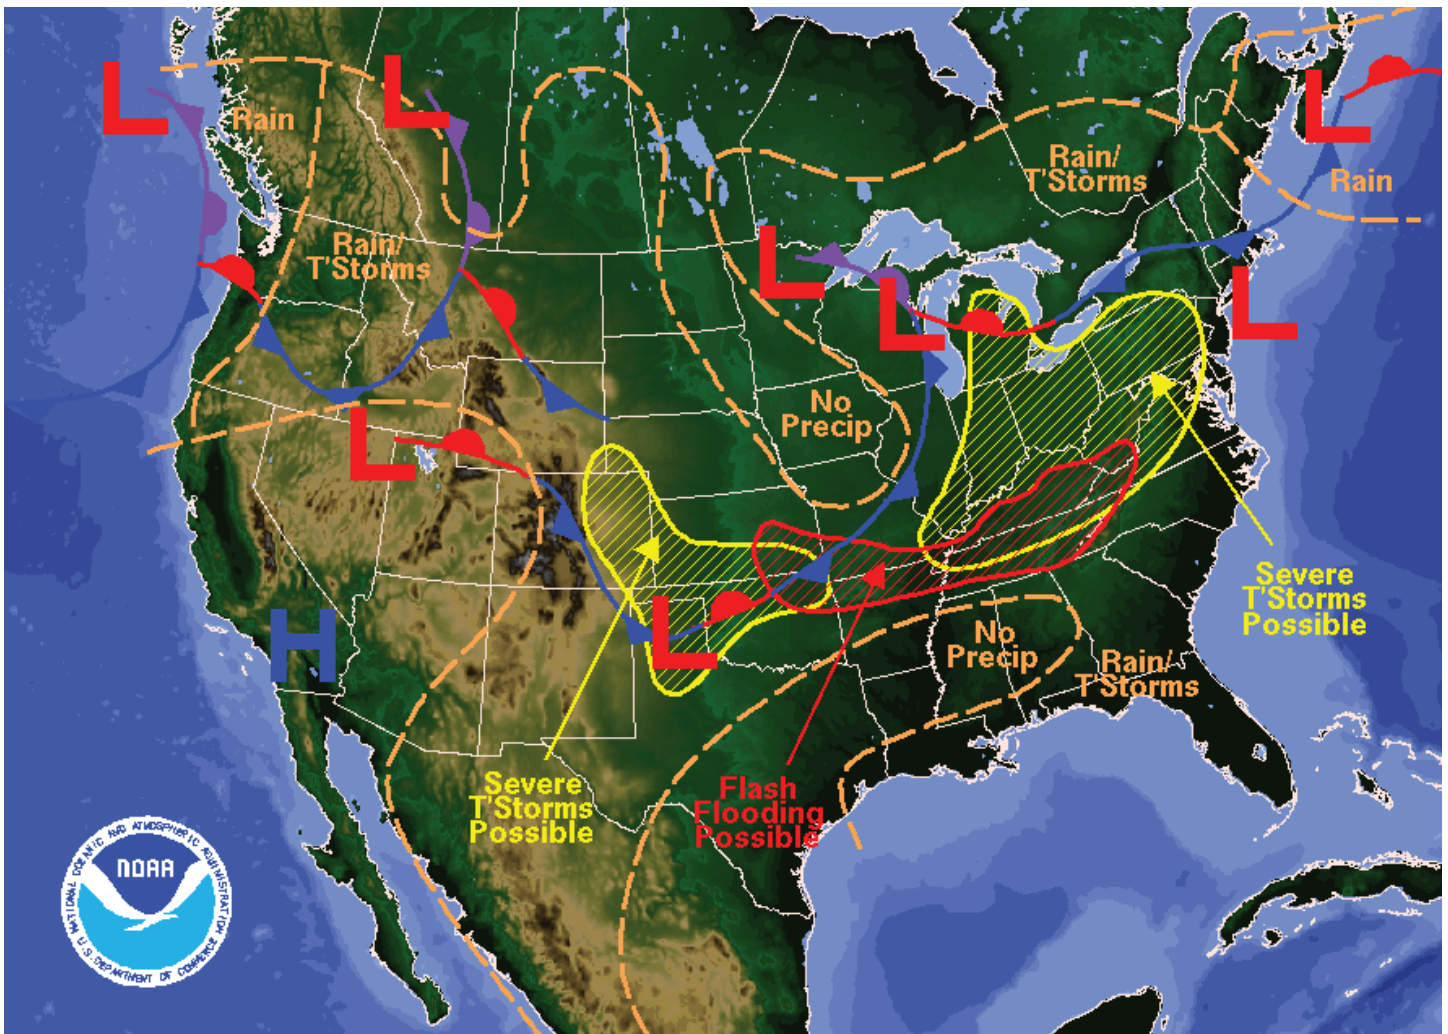 L
L
L
Rain
Rain/
T'Storms
Rain
Rain/
T'Storms
L
L
L
No
Precip
L
Severe
T'Storms
Possible
H
L
No
Precip
Rain/
T'Storms
Severe
T'Storms
Possible
Flash
Flooding
Possible
NATIONAL OCEANIC AND ATMOSPHERIC ADMINISTRATION
NOAA
U.S. DEPARTMENT OF COMMERCE